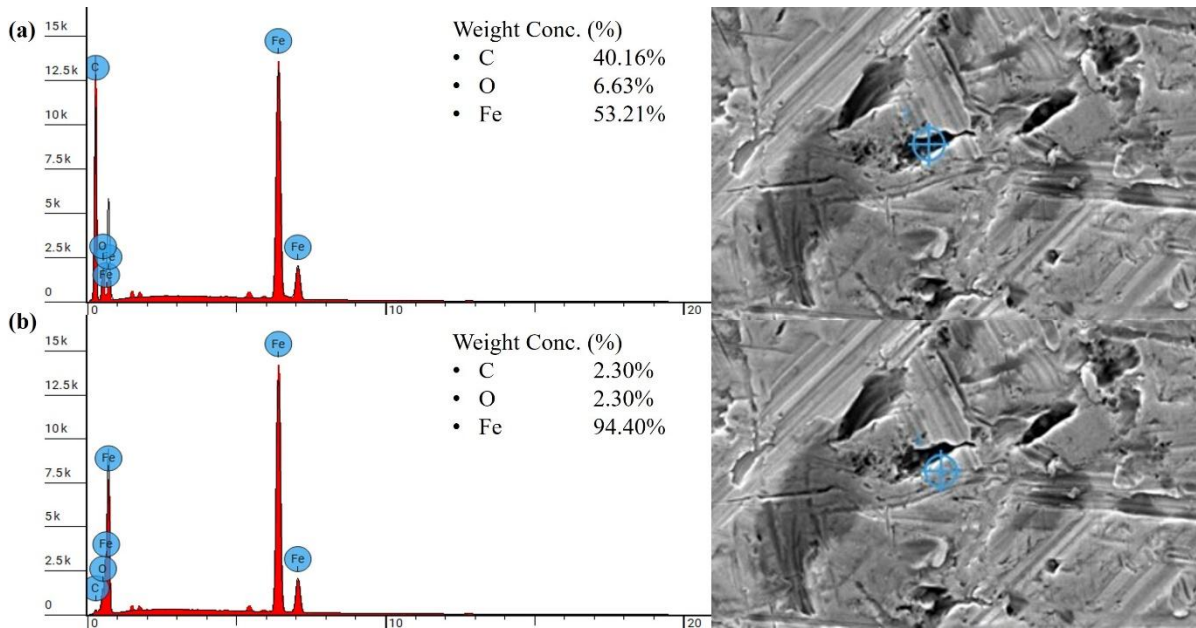 (a)
15k
12.5k
10k
7.5k
5k
2.5k
0
C
O
Fe
Fe
Fe
Fe
0
10
20
Weight Conc. (%)
• C 40.16%
• O 6.63%
• Fe 53.21%
(b)
15k
12.5k
10k
7.5k
5k
2.5k
0
Fe
Fe
O
C
Fe
Fe
0
10
20
Weight Conc. (%)
• C 2.30%
• O 2.30%
• Fe 94.40%